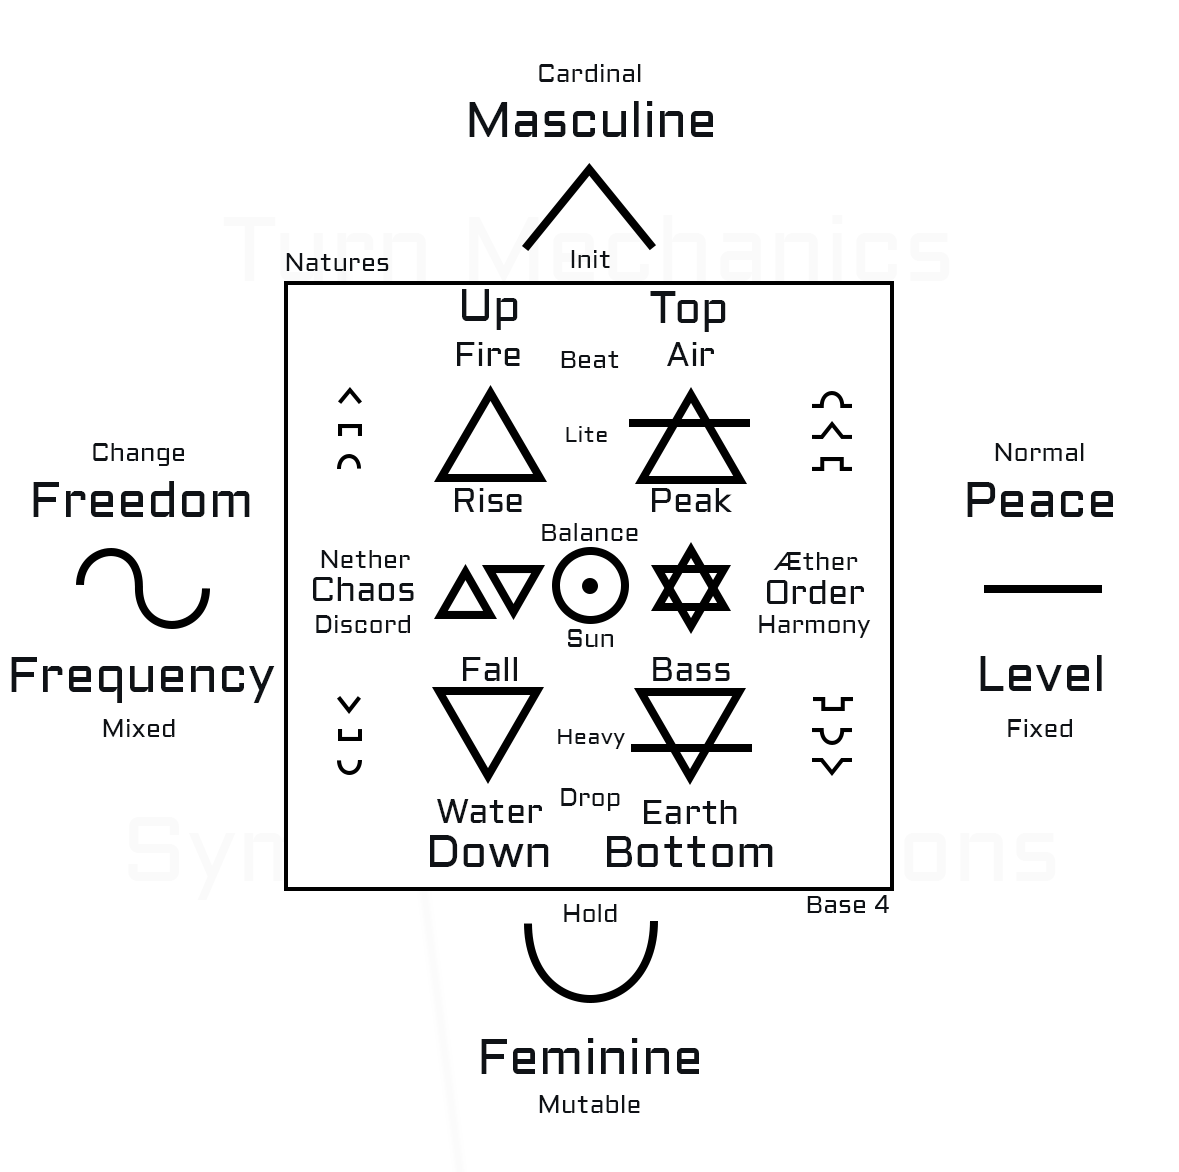 Cardinal
Masculine
Turn Mechanics
Natures
Init
Up Top
Fire Beat Air
Lite
Rise Peak
Change
Freedom
Frequency
Mixed
Normal
Peace
Level
Fixed
Balance
Nether Æther
Chaos Order
Discord Harmony
Sun
Fall Bass
Heavy
Water Drop Earth
Down Bottom
Base 4
Hold
Feminine
Mutable